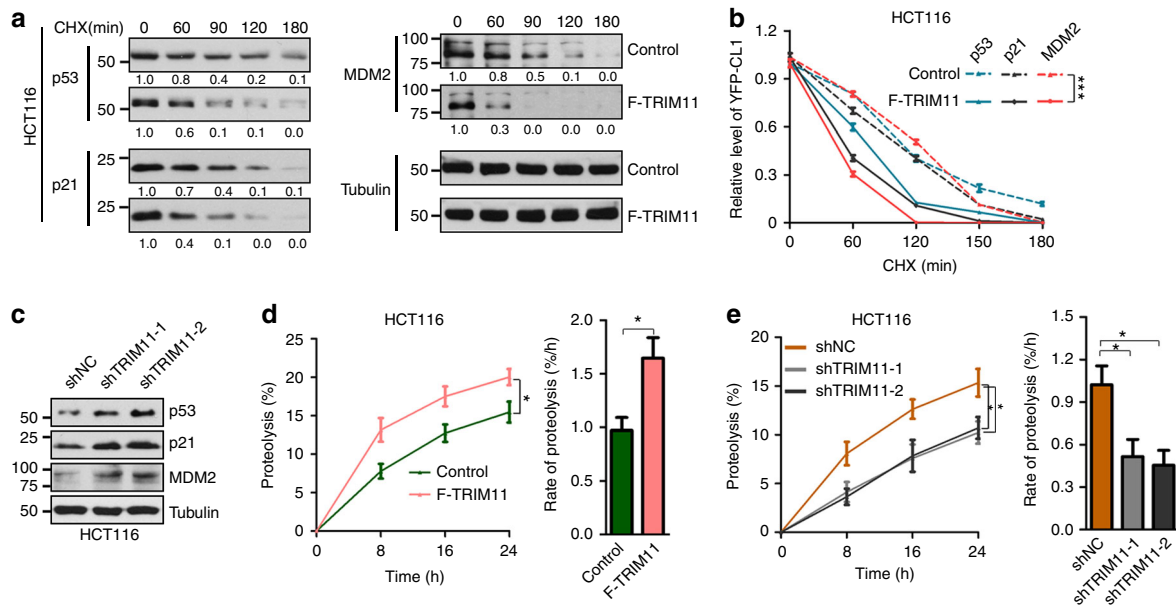 a
CHX(min) 0 60 90 120 180
HCT116
p53
50
1.0 0.8 0.4 0.2 0.1
50
1.0 0.6 0.1 0.1 0.0
p21
25
1.0 0.7 0.4 0.1 0.1
25
1.0 0.4 0.1 0.0 0.0
0 60 90 120 180
MDM2
100
75
Control
1.0 0.8 0.5 0.1 0.0
100
75
F-TRIM11
1.0 0.3 0.0 0.0 0.0
Tubulin
50
Control
50
F-TRIM11
b
HCT116
p53 p21 MDM2
Control
F-TRIM11
***
Relative level of YFP-CL1
1.2
0.9
0.6
0.3
0
0 60 120 150 180
CHX (min)
c
shNC shTRIM11-1 shTRIM11-2
50 p53
25 p21
100
75
MDM2
50 Tubulin
HCT116
d
HCT116
Proteolysis (%)
25
20
15
10
5
0
*
Control
F-TRIM11
0 8 16 24
Time (h)
Rate of proteolysis (%/h)
2.0
1.5
1.0
0.5
0.0
*
Control F-TRIM11
e
HCT116
Proteolysis (%)
20
15
10
5
0
shNC
shTRIM11-1
shTRIM11-2
* *
0 8 16 24
Time (h)
Rate of proteolysis (%/h)
1.5
1.2
0.9
0.6
0.3
0.0
*
*
shNC shTRIM11-1 shTRIM11-2